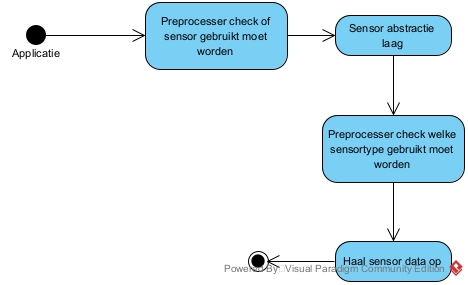 Preprocesser check of
sensor gebruikt moet
worden
Sensor abstractie
laag
Applicatie
Preprocesser check welke
sensortype gebruikt moet
worden
Haal sensor data op
Powered By Visual Paradigm Community Edition